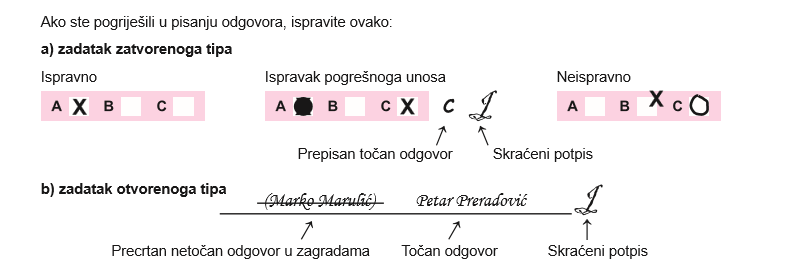 Ako ste pogriješili u pisanju odgovora, ispravite ovako:
a) zadatak zatvorenoga tipa
Ispravno Ispravak pogrešnoga unosa Neispravno
A X B C A B C X C A B X C
Prepisan točan odgovor Skraćeni potpis
b) zadatak otvorenoga tipa (Marko Marulić) Petar Preradović
Precrtan netočan odgovor u zagradama Točan odgovor Skraćeni potpis